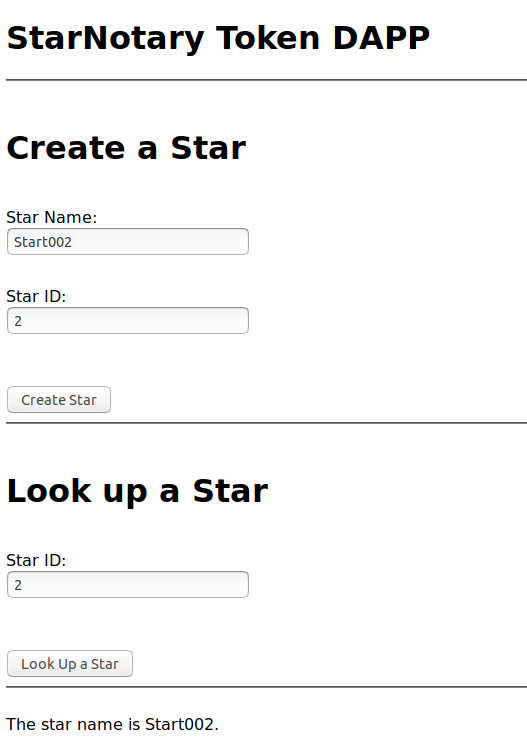 StarNotary Token DAPP
Create a Star
Star Name:
Start002
Star ID:
2
Create Star
Look up a Star
Star ID:
2
Look Up a Star
The star name is Start002.